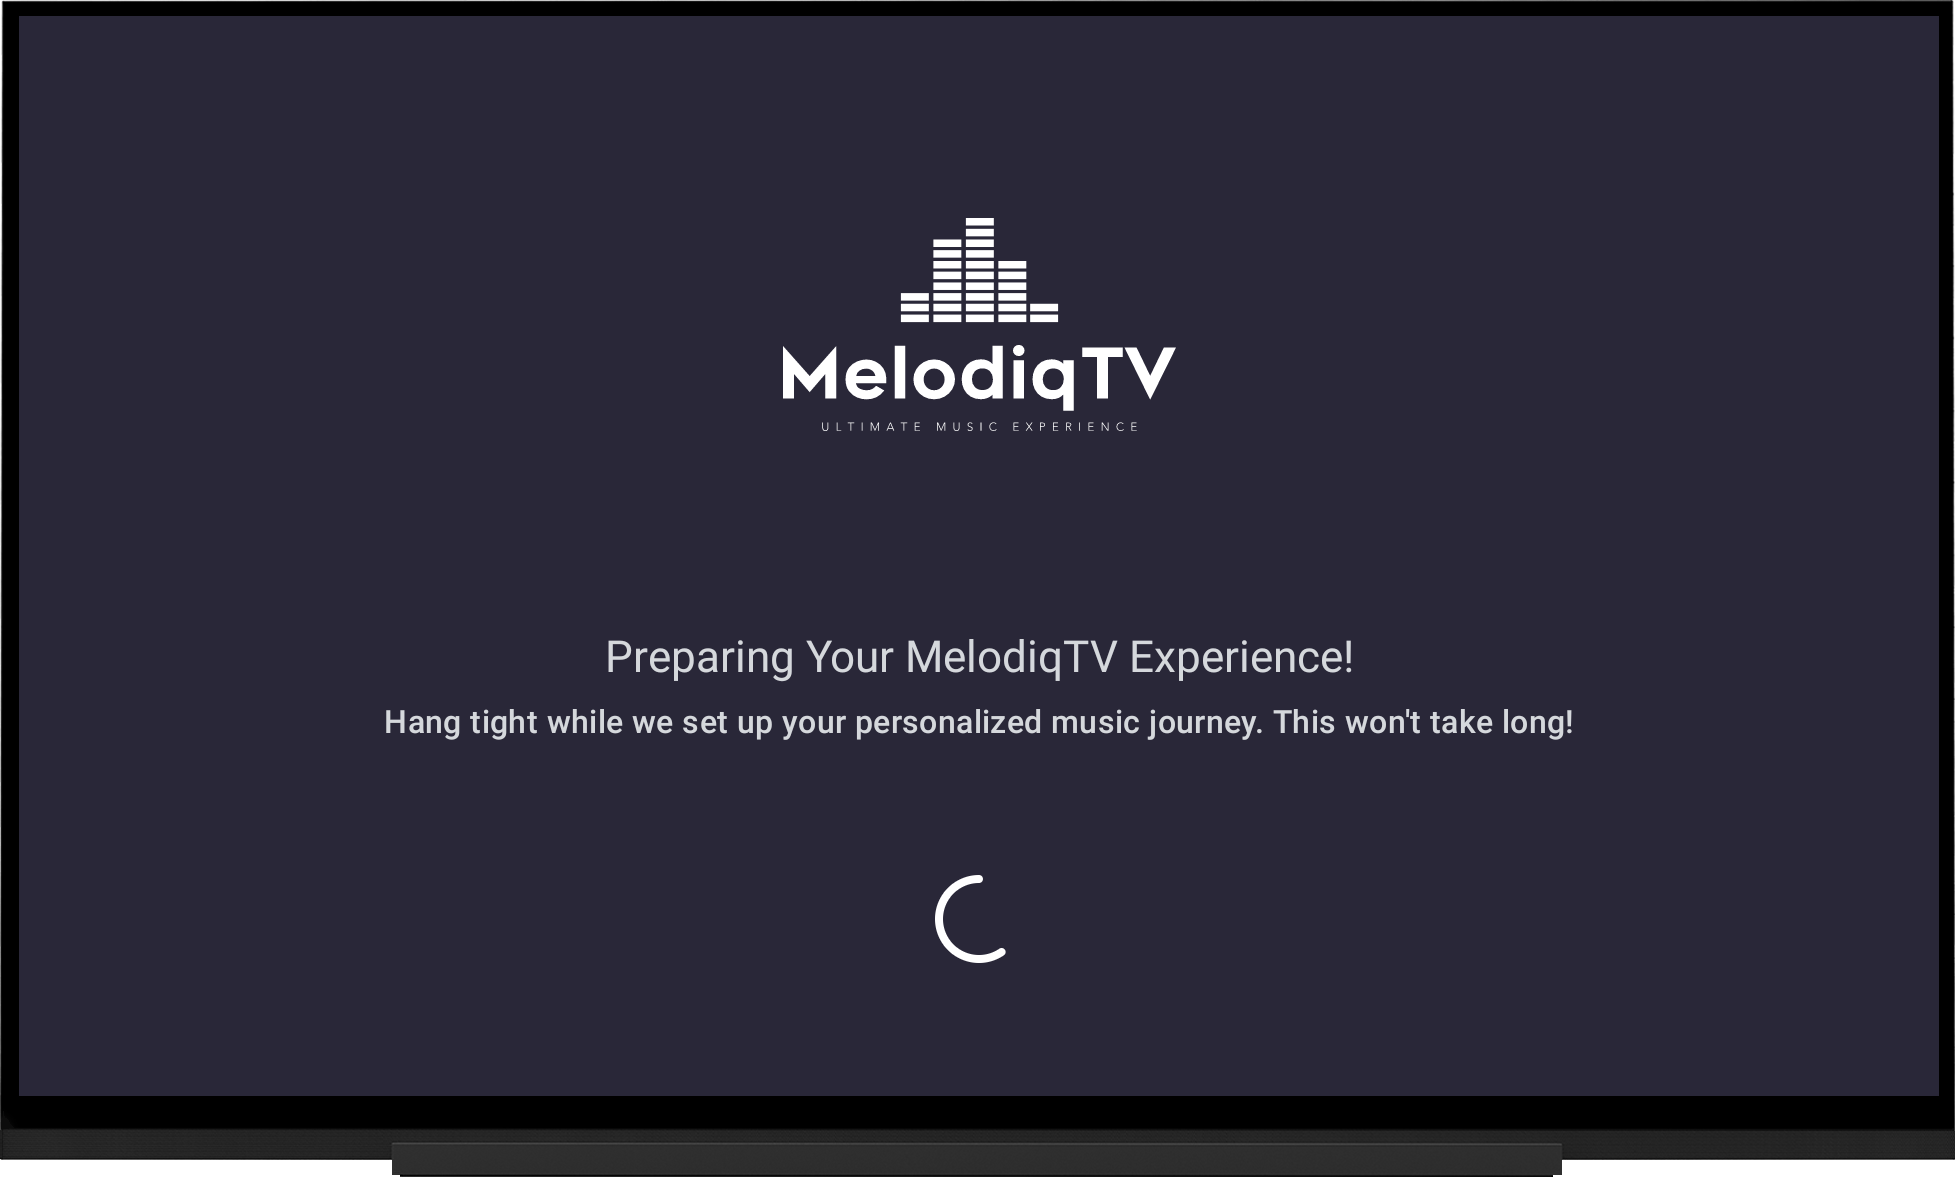 MelodiqTV
ULTIMATE MUSIC EXPERIENCE
Preparing Your MelodiqTV Experience!
Hang tight while we set up your personalized music journey. This won't take long!